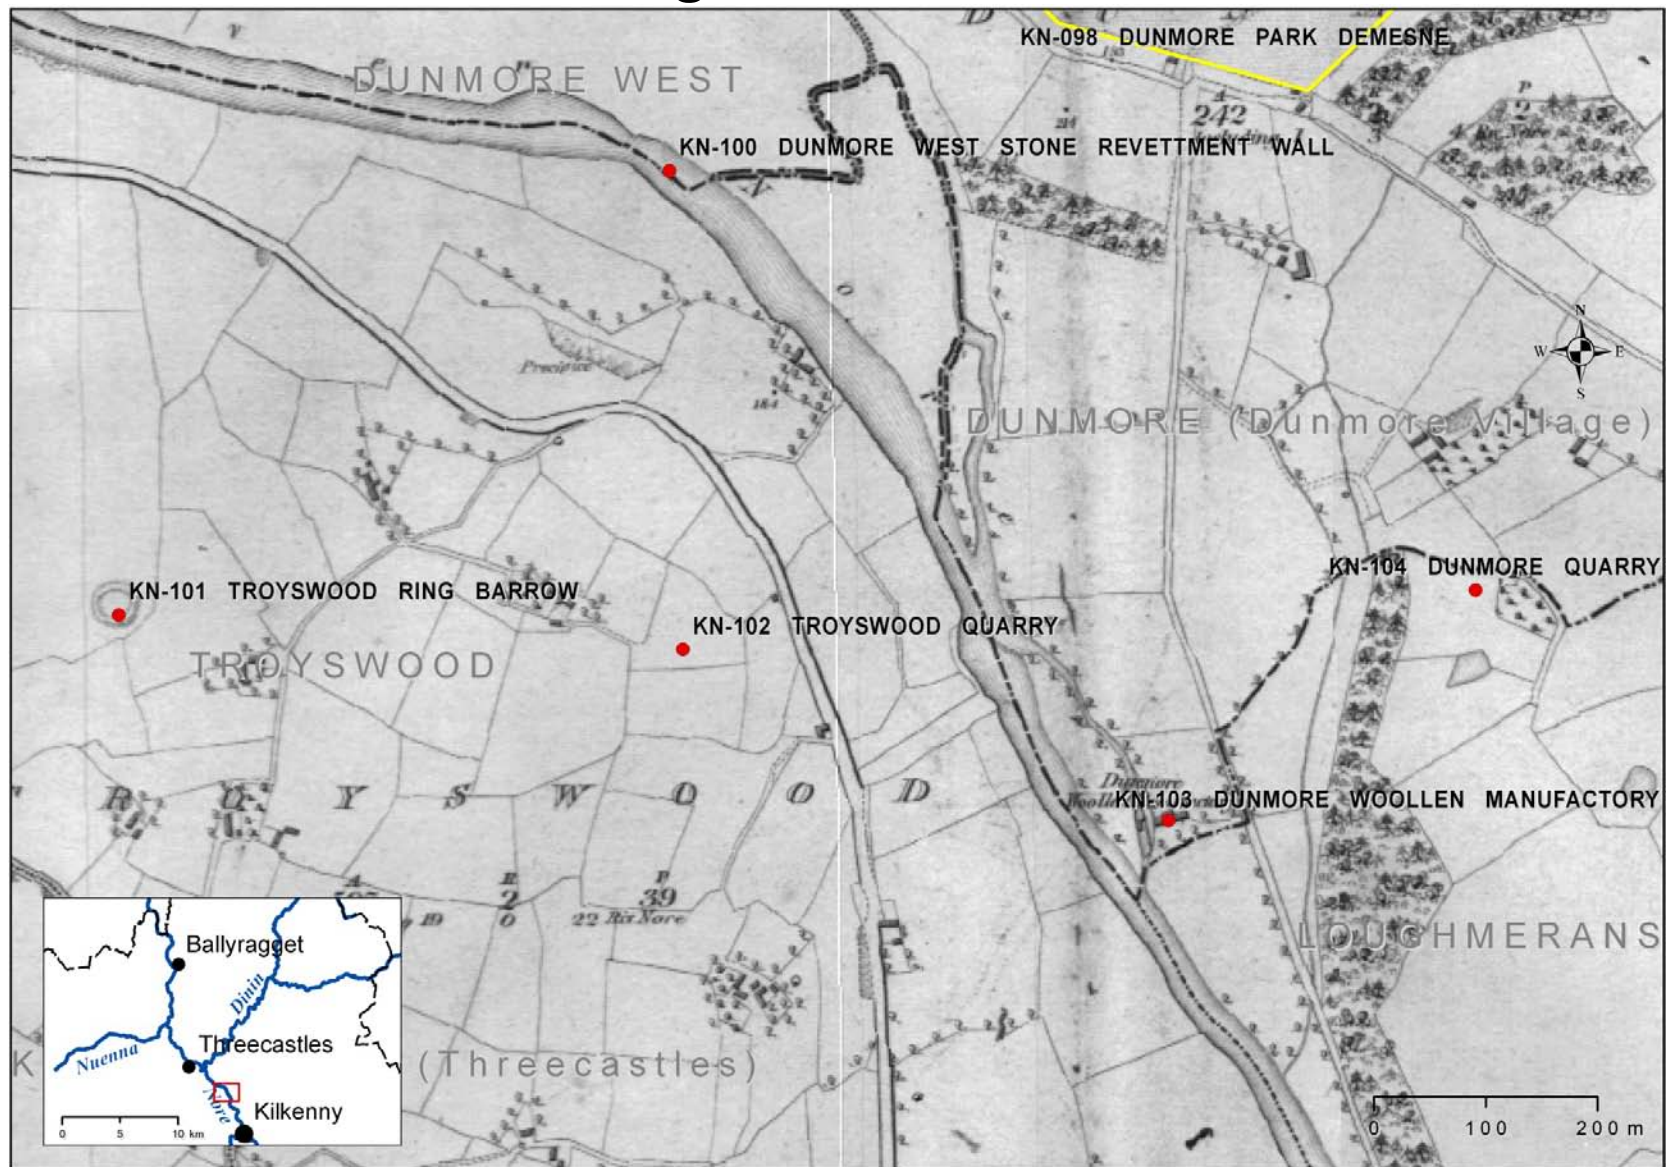 KN-098 DUNMORE PARK DEMESNE
DUNMORE WEST
242
KN-100 DUNMORE WEST STONE REVETTMENT WALL
N
W E
S
Precipice
184
DUNMORE (Dunmore Village)
KN-104 DUNMORE QUARRY
KN-101 TROYSWOOD RING BARROW
KN-102 TROYSWOOD QUARRY
TROYSWOOD
R O Y S W O O D
Dunmore
KN-103 DUNMORE WOOLLEN MANUFACTORY
A R P
2 39
22 Riv Nore
LOUGHMERANS
Ballyragget
Dinin
Threecastles
Nuenna
(Threecastles)
Nore
Kilkenny
0 5 10 km
0 100 200 m